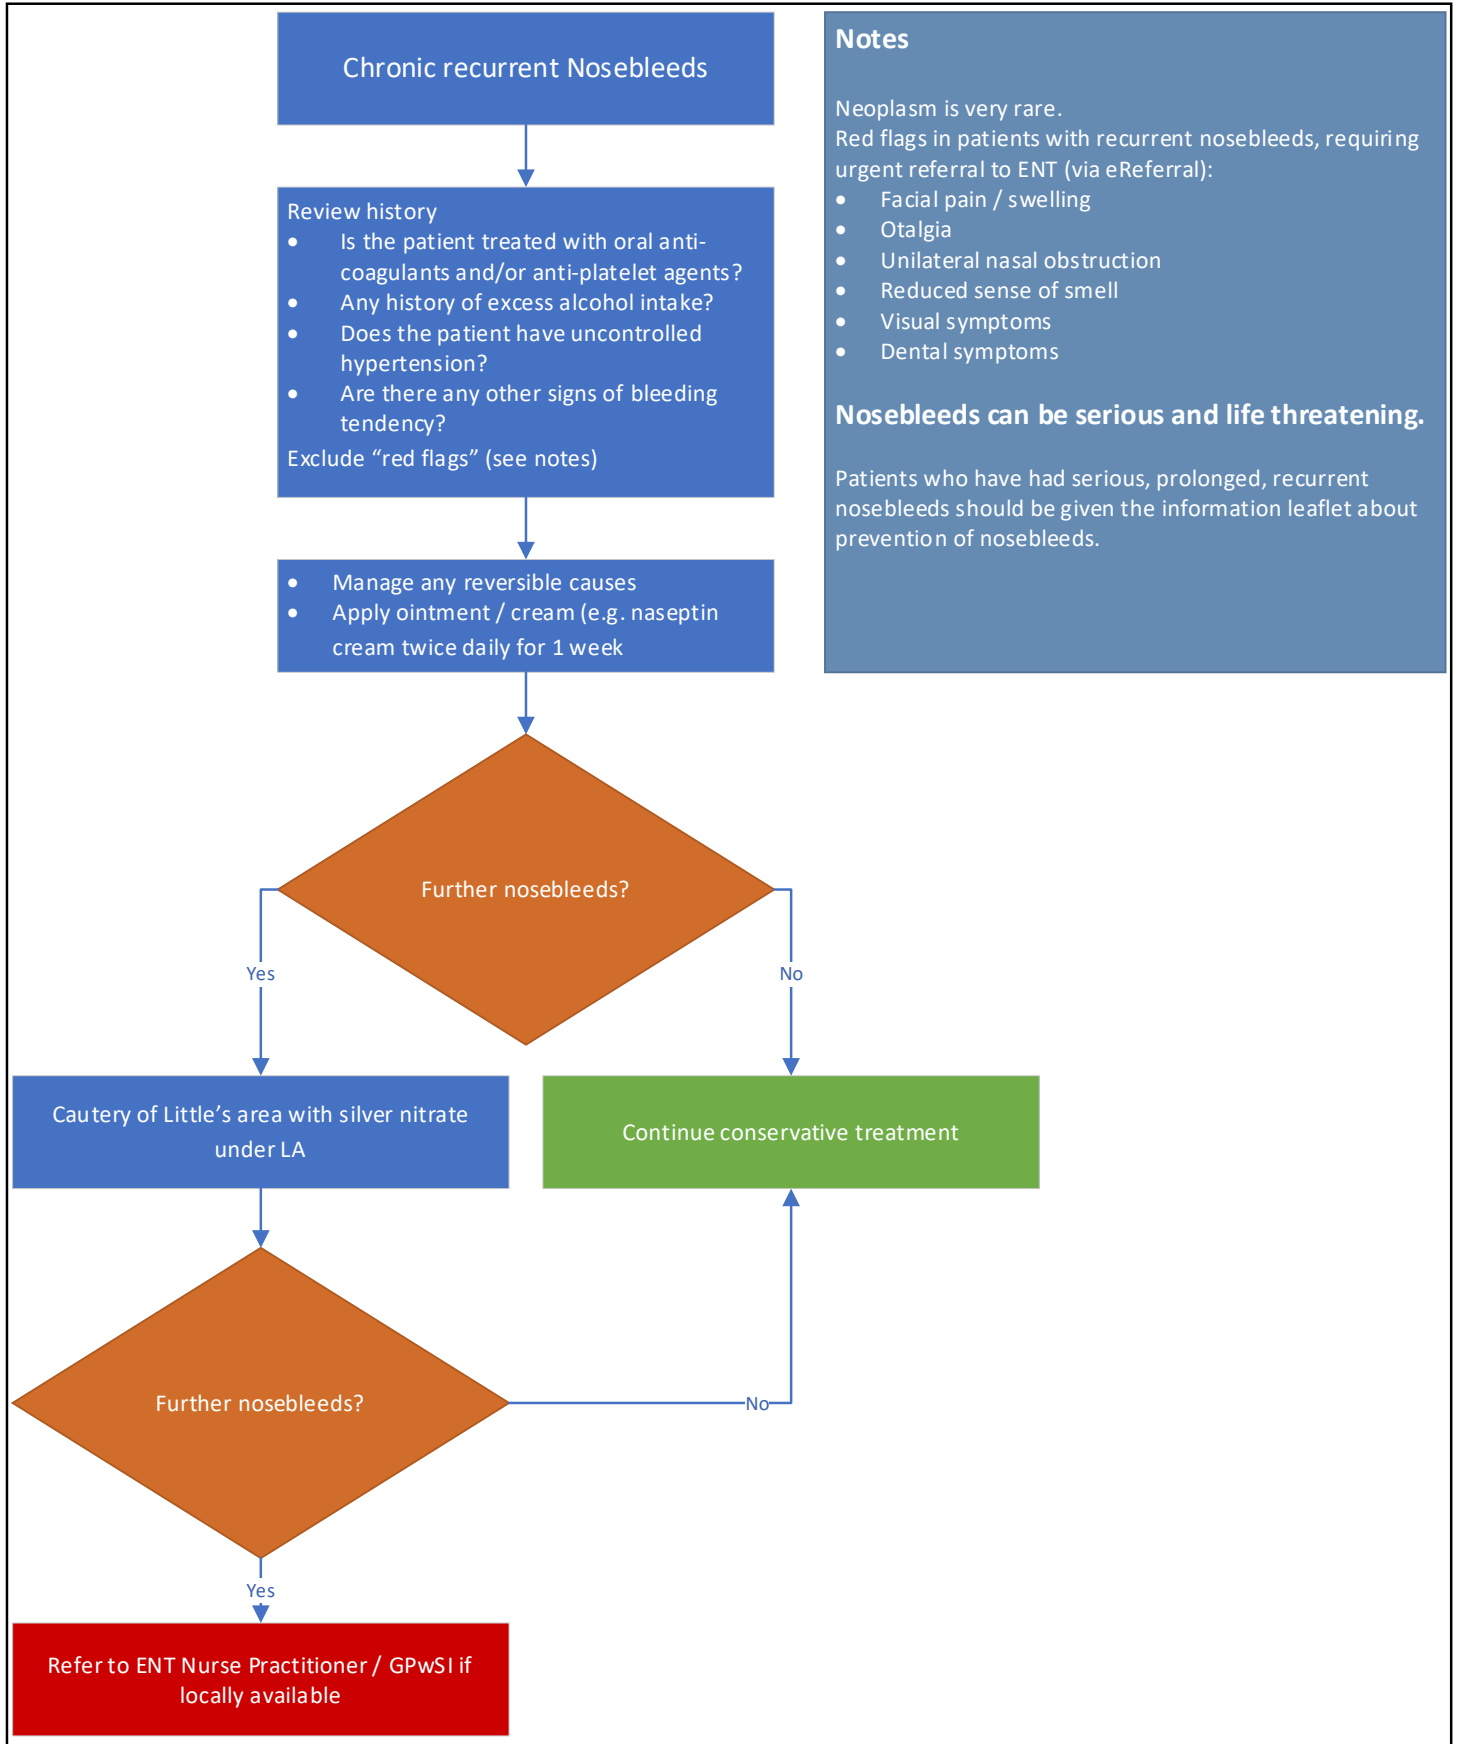 Chronic recurrent Nosebleeds
Review history
• Is the patient treated with oral anti-
coagulants and/or anti-platelet agents?
• Any history of excess alcohol intake?
• Does the patient have uncontrolled
hypertension?
• Are there any other signs of bleeding
tendency?
Exclude “red flags” (see notes)
• Manage any reversible causes
• Apply ointment / cream (e.g. naseptin
cream twice daily for 1 week
Further nosebleeds?
Yes
No
Cautery of Little’s area with silver nitrate
under LA
Continue conservative treatment
Further nosebleeds?
No
Yes
Refer to ENT Nurse Practitioner / GPwSI if
locally available
Notes
Neoplasm is very rare.
Red flags in patients with recurrent nosebleeds, requiring
urgent referral to ENT (via eReferral):
• Facial pain / swelling
• Otalgia
• Unilateral nasal obstruction
• Reduced sense of smell
• Visual symptoms
• Dental symptoms
Nosebleeds can be serious and life threatening.
Patients who have had serious, prolonged, recurrent
nosebleeds should be given the information leaflet about
prevention of nosebleeds.